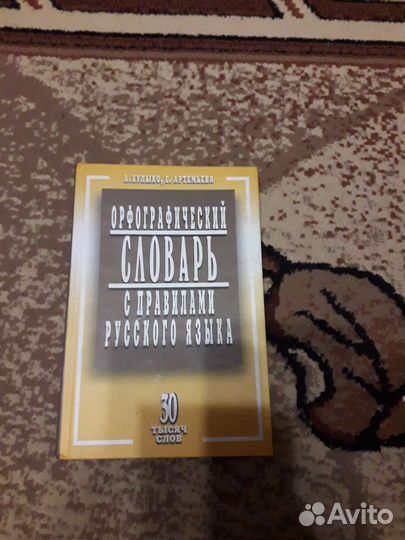 А. БУЛЫКО, Г. АРТЕМЬЕВА
ОРФОГРАФИЧЕСКИЙ
СЛОВАРЬ
С ПРАВИЛАМИ
РУССКОГО ЯЗЫКА
30
ТЫСЯЧ
СЛОВ
Avito